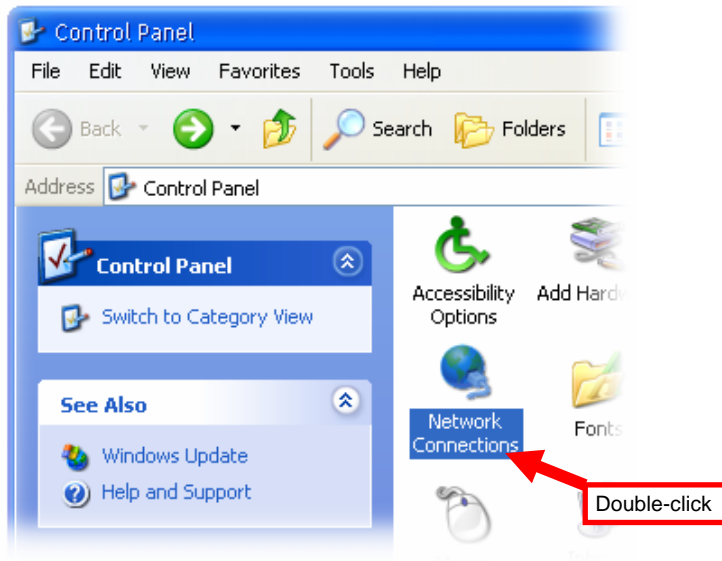 Control Panel
File Edit View Favorites Tools Help
Back Search Folders
Address Control Panel
Control Panel
Switch to Category View
See Also
Windows Update
Help and Support
Accessibility
Options
Add
Network
Connections
Fonts
Double-click